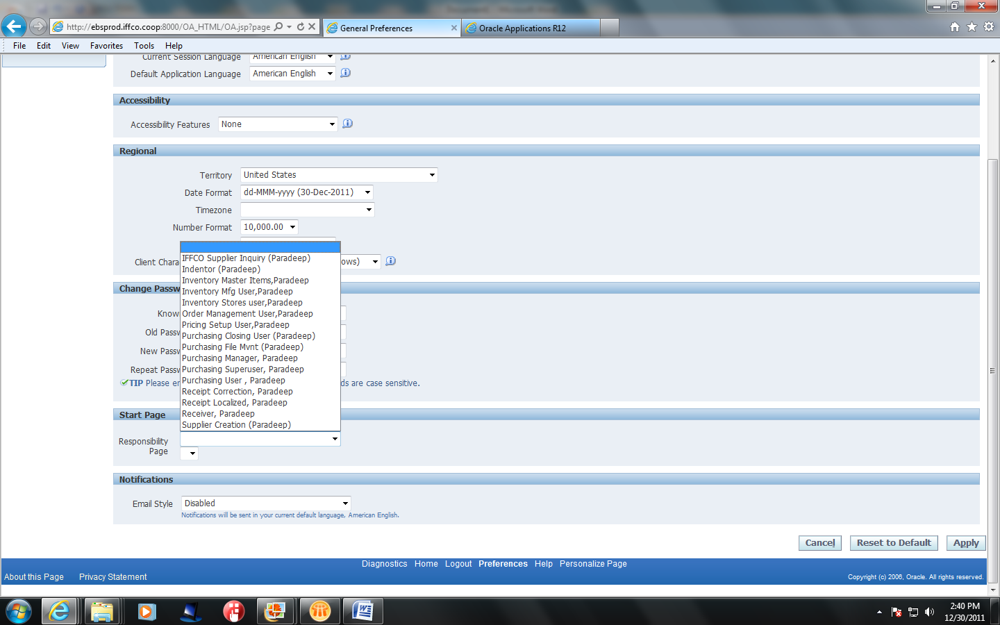 http://ebsprod.iffco.coop:8000/OA_HTML/OA.jsp?page
General Preferences
Oracle Applications R12
File Edit View Favorites Tools Help
Current Session Language American English
Default Application Language American English
Accessibility
Accessibility Features None
Regional
Territory United States
Date Format dd-MMM-yyyy (30-Dec-2011)
Timezone
Number Format 10,000.00
Client Chara ows)
IFFCO Supplier Inquiry (Paradeep)
Indentor (Paradeep)
Inventory Master Items,Paradeep
Inventory Mfg User,Paradeep
Inventory Stores user,Paradeep
Order Management User,Paradeep
Pricing Setup User,Paradeep
Purchasing Closing User (Paradeep)
Purchasing File Mvnt (Paradeep)
Purchasing Manager, Paradeep
Purchasing Superuser, Paradeep
Purchasing User , Paradeep
Receipt Correction, Paradeep
Receipt Localized, Paradeep
Receiver, Paradeep
Supplier Creation (Paradeep)
Change Passw
Know
Old Passw
New Passw
Repeat Passw
TIP Please en ds are case sensitive.
Start Page
Responsibility
Page
Notifications
Email Style Disabled
Notifications will be sent in your current default language, American English.
Cancel Reset to Default Apply
Diagnostics Home Logout Preferences Help Personalize Page
About this Page Privacy Statement
Copyright (c) 2006, Oracle. All rights reserved.
2:40 PM
12/30/2011